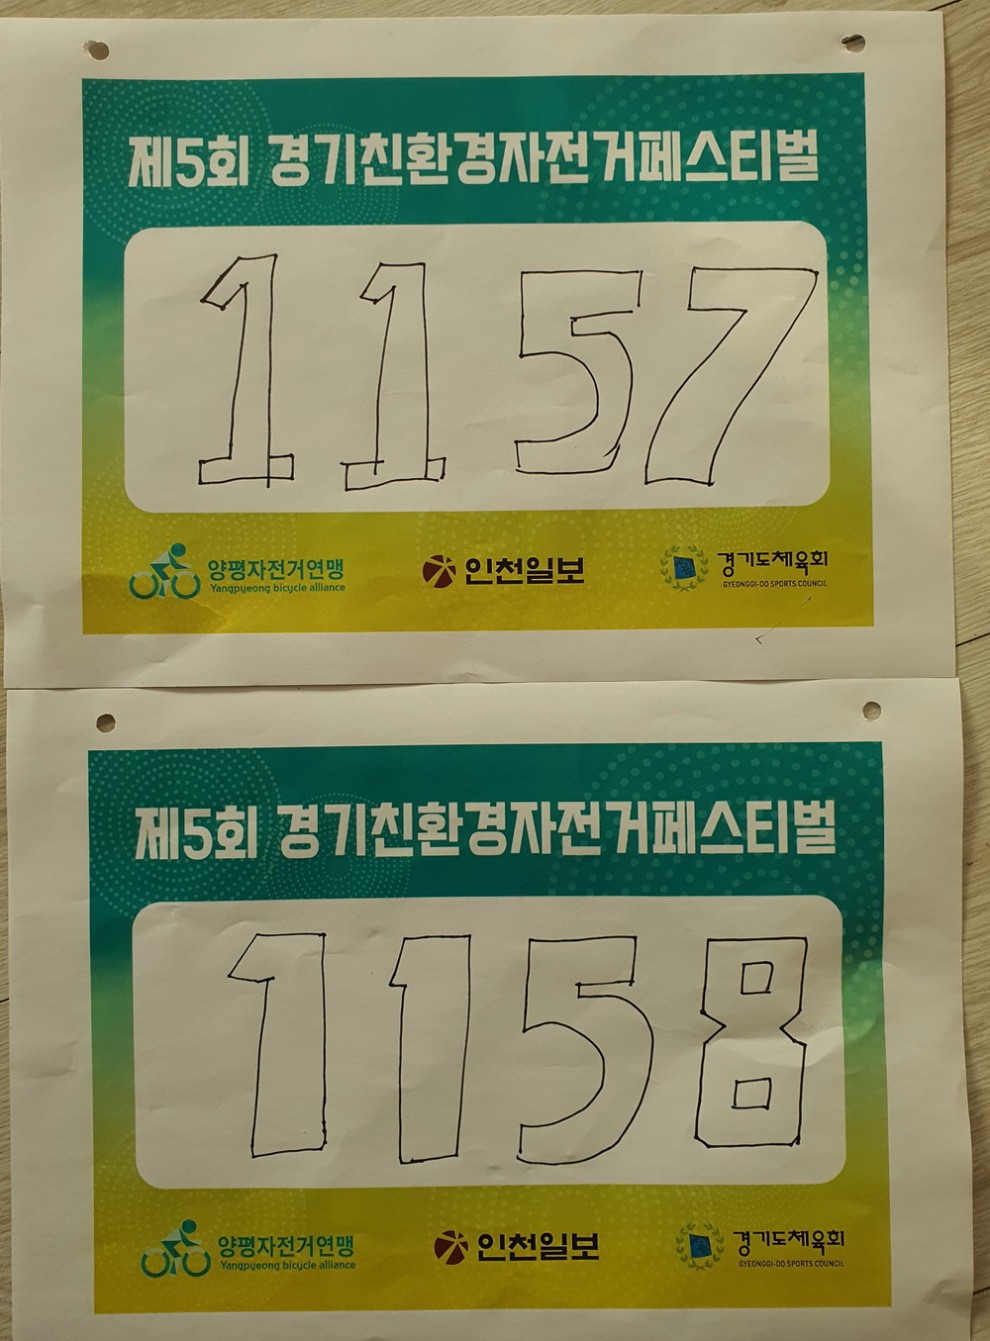 제5회 경기친환경자전거페스티벌
1157
양평자전거연맹
Yangpyeong bicycle alliance
인천일보
경기도체육회
GYEONGGI-DO SPORTS COUNCIL
제5회 경기친환경자전거페스티벌
1158
양평자전거연맹
Yangpyeong bicycle alliance
인천일보
경기도체육회
GYEONGGI-DO SPORTS COUNCIL